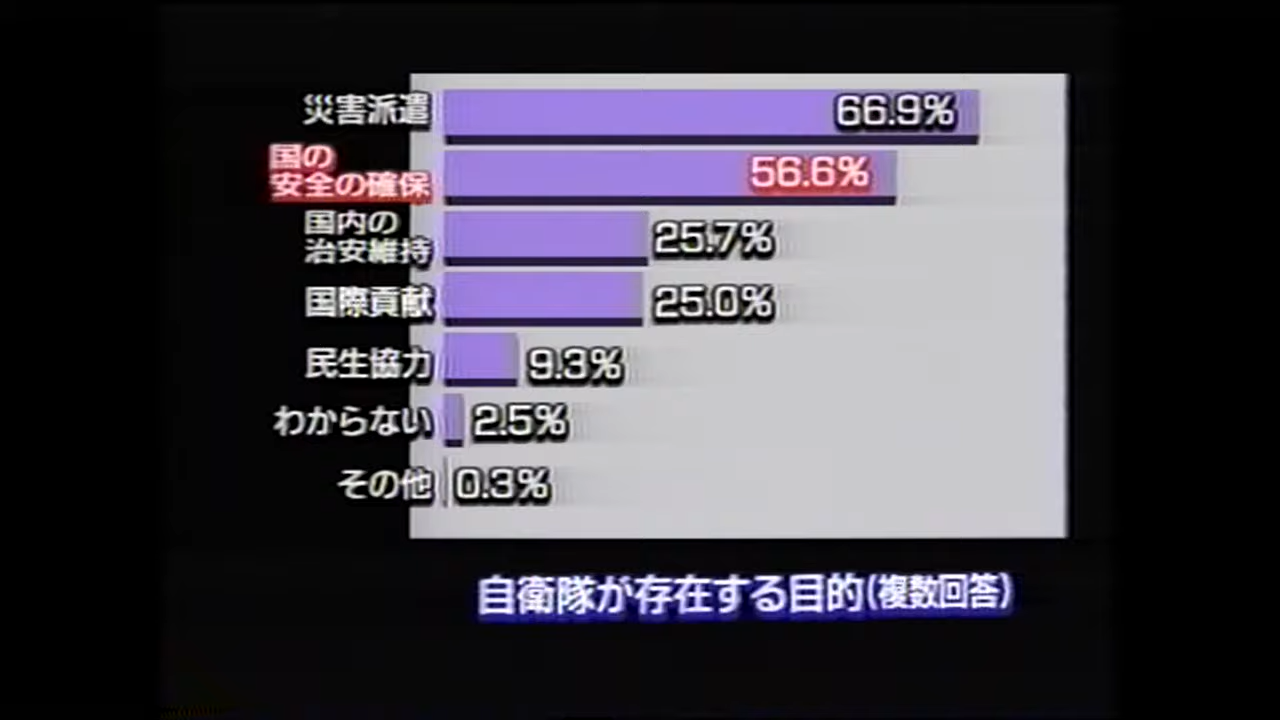 災害派遣
66.9%
国の
安全の確保
56.6%
国内の
治安維持
25.7%
国際貢献
25.0%
民生協力
9.3%
わからない
2.5%
その他
0.3%
自衛隊が存在する目的(複数回答)